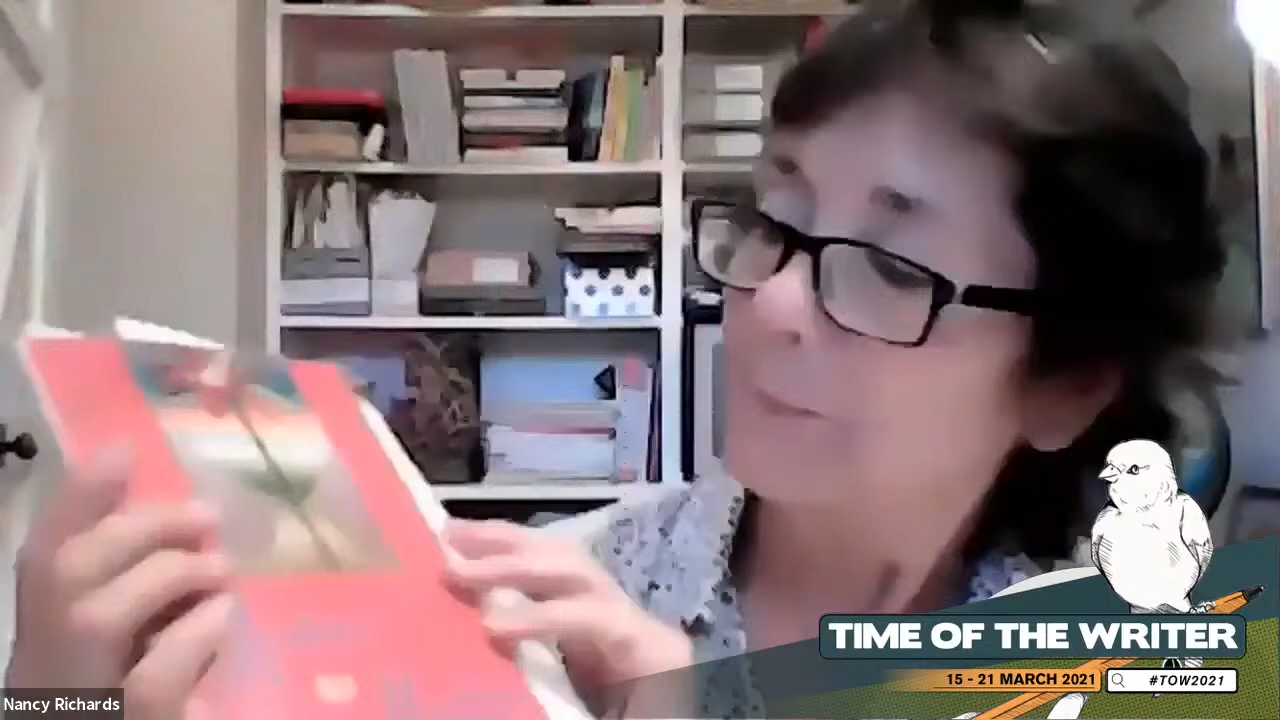 TIME OF THE WRITER
15 - 21 MARCH 2021
#TOW2021
Nancy Richards